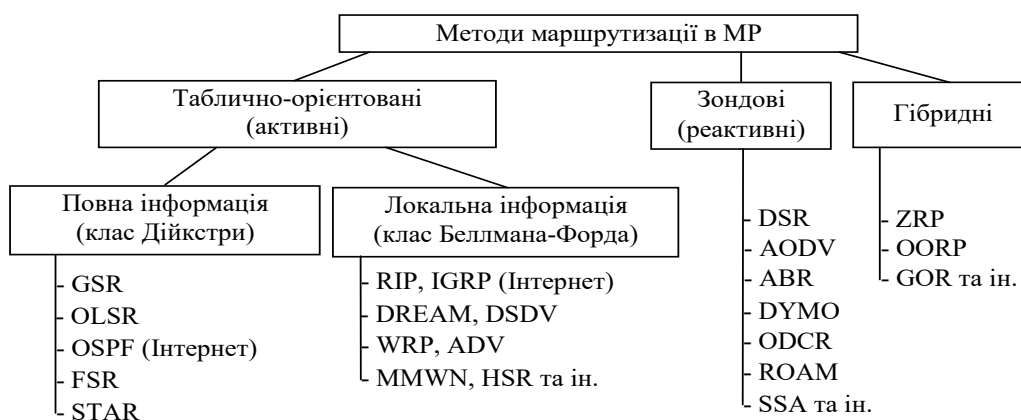 Методи маршрутизації в МР
Таблично-орієнтовані
(активні)
Зондові
(реактивні)
Гібридні
Повна інформація
(клас Дійкстри)
Локальна інформація
(клас Беллмана-Форда)
- GSR
- OLSR
- OSPF (Інтернет)
- FSR
- STAR
- RIP, IGRP (Інтернет)
- DREAM, DSDV
- WRP, ADV
- MMWN, HSR та ін.
- DSR
- AODV
- ABR
- DYMO
- ODCR
- ROAM
- SSA та ін.
- ZRP
- OORP
- GOR та ін.